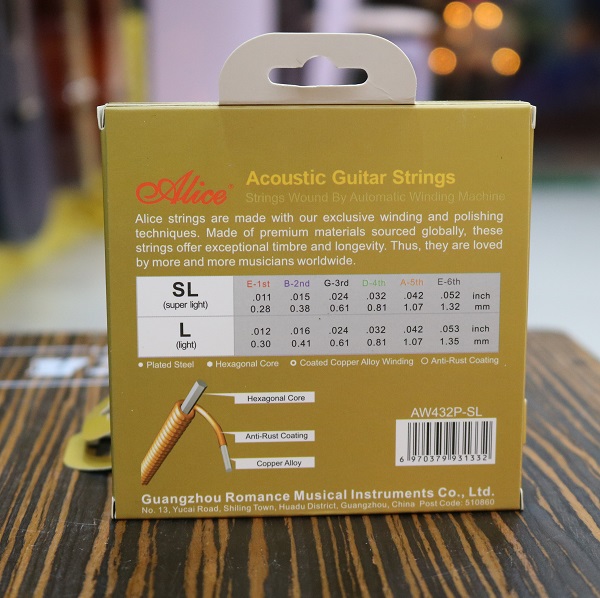 Alice® Acoustic Guitar Strings
Strings Wound By Automatic Winding Machine
Alice strings are made with our exclusive winding and polishing
techniques. Made of premium materials sourced globally, these
strings offer exceptional timbre and longevity. Thus, they are loved
by more and more musicians worldwide.
SL (super light) E-1st B-2nd G-3rd D-4th A-5th E-6th
.011 .015 .024 .032 .042 .052 inch
0.28 0.38 0.61 0.81 1.07 1.32 mm
L (light) .012 .016 .024 .032 .042 .053 inch
0.30 0.41 0.61 0.81 1.07 1.35 mm
Plated Steel Hexagonal Core Coated Copper Alloy Winding Anti-Rust Coating
Hexagonal Core
Anti-Rust Coating
Copper Alloy
AW432P-SL
6 970379 931332
Guangzhou Romance Musical Instruments Co., Ltd.
No. 13, Yucai Road, Shiling Town, Huadu District, Guangzhou, China Post Code: 510860